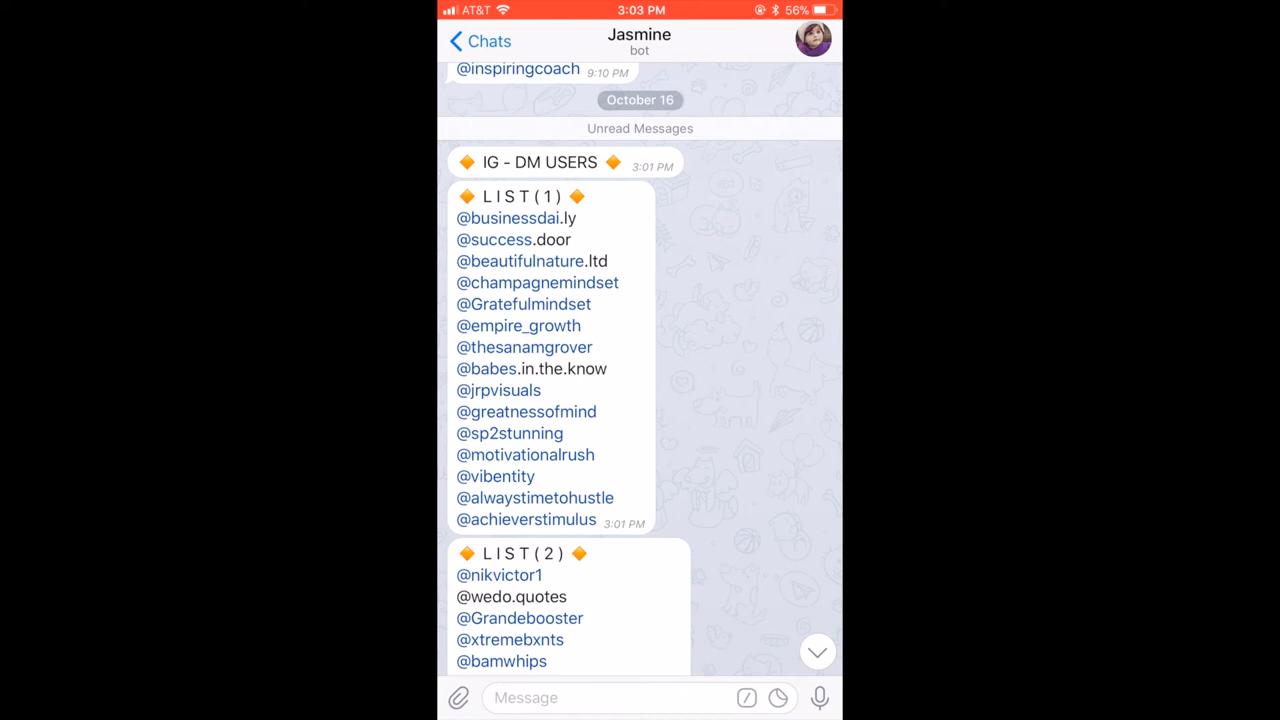 AT&T 3:03 PM 56%
Chats Jasmine
bot
@inspiringcoach 9:10 PM
October 16
Unread Messages
IG - DM USERS 3:01 PM
L I S T ( 1 )
@businessdai.ly
@success.door
@beautifulnature.ltd
@champagnemindset
@Gratefulmindset
@empire_growth
@thesanamgrover
@babes.in.the.know
@jrpvisuals
@greatnessofmind
@sp2stunning
@motivationalrush
@vibentity
@alwaystimetohustle
@achieverstimulus 3:01 PM
L I S T ( 2 )
@nikvictor1
@wedo.quotes
@Grandebooster
@xtremebxnts
@bamwhips
Message